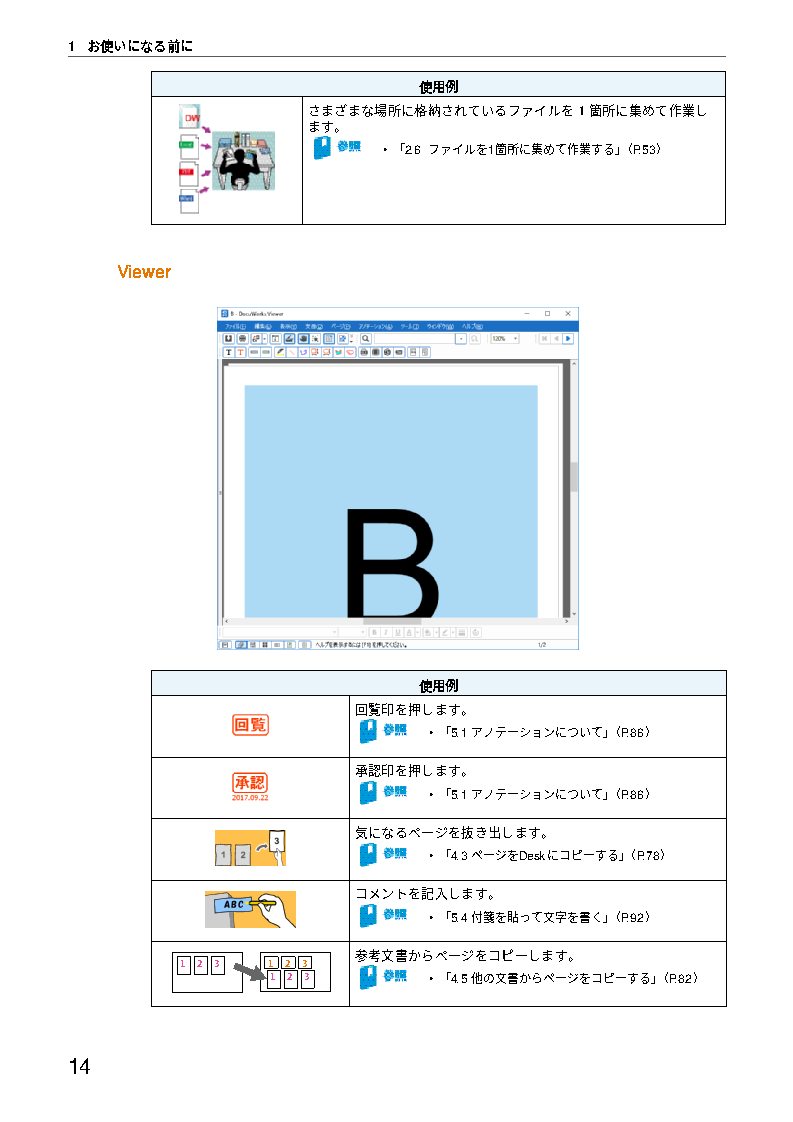 1 お使いになる前に
使用例
DW
Excel
PDF
Word
さまざまな場所に格納されているファイルを 1 箇所に集めて作業し
ます。
参照 • 「2.6 ファイルを1箇所に集めて作業する」(P.53)
Viewer
B - DocuWorks Viewer
ファイル(F) 編集(E) 表示(V) 文書(D) ページ(P) アノテーション(A) ツール(T) ウィンドウ(W) ヘルプ(H)
120%
T T
B
B I U A
ヘルプを表示するには [F1] を押してください。 1/2
使用例
回覧
回覧印を押します。
参照 • 「5.1 アノテーションについて」(P.86)
承認
2017.09.22
承認印を押します。
参照 • 「5.1 アノテーションについて」(P.86)
1 2 3
気になるページを抜き出します。
参照 • 「4.3 ページをDeskにコピーする」(P.78)
ABC
コメントを記入します。
参照 • 「5.4 付箋を貼って文字を書く」(P.92)
1 2 3 1 2 3
1 2 3
参考文書からページをコピーします。
参照 • 「4.5 他の文書からページをコピーする」(P.82)
14